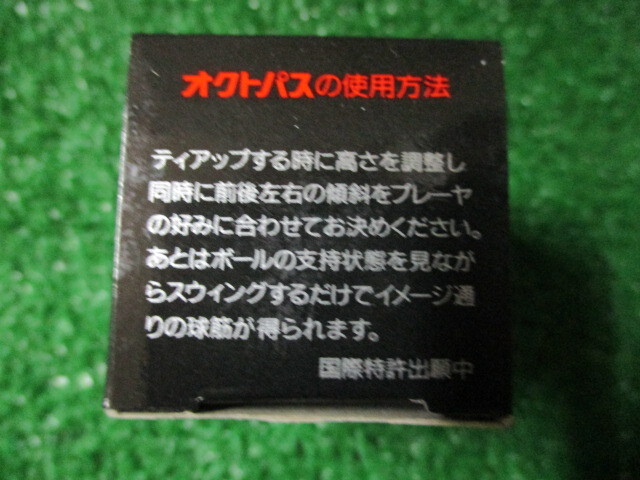 オクトパスの使用方法
ティアップする時に高さを調整し
同時に前後左右の傾斜をプレーヤ
の好みに合わせてお決めください。
あとはボールの支持状態を見なが
らスウィングするだけでイメージ通
りの球筋が得られます。
国際特許出願中